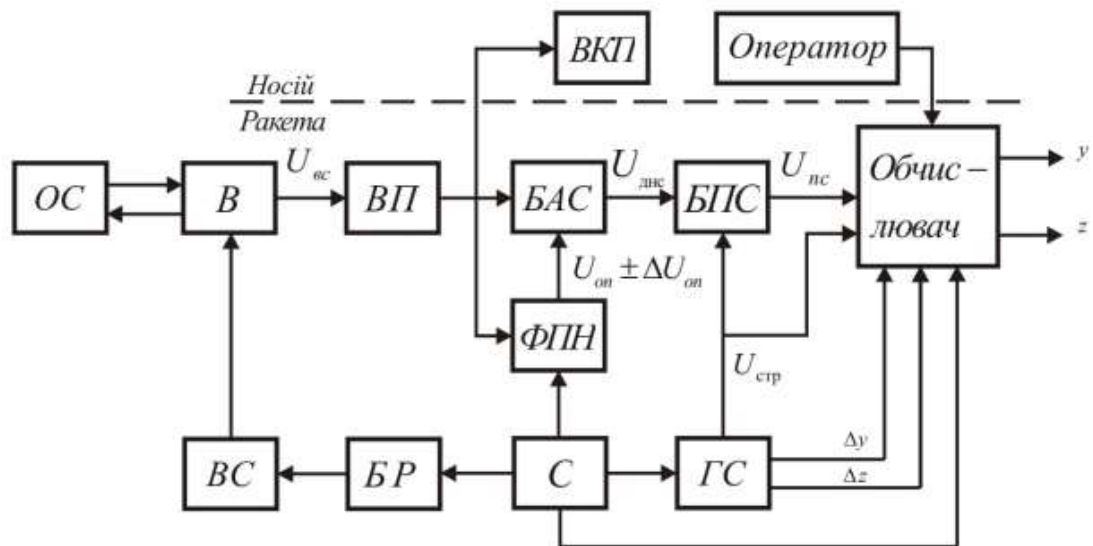 ВКП
Оператор
Носій
Ракета
ОС
В
U вс
ВП
БАС
U днс
БПС
U пс
Обчис –
лювач
y
z
U оп ± ΔU оп
ФПН
U стр
ВС
БР
С
ГС
Δy
Δz